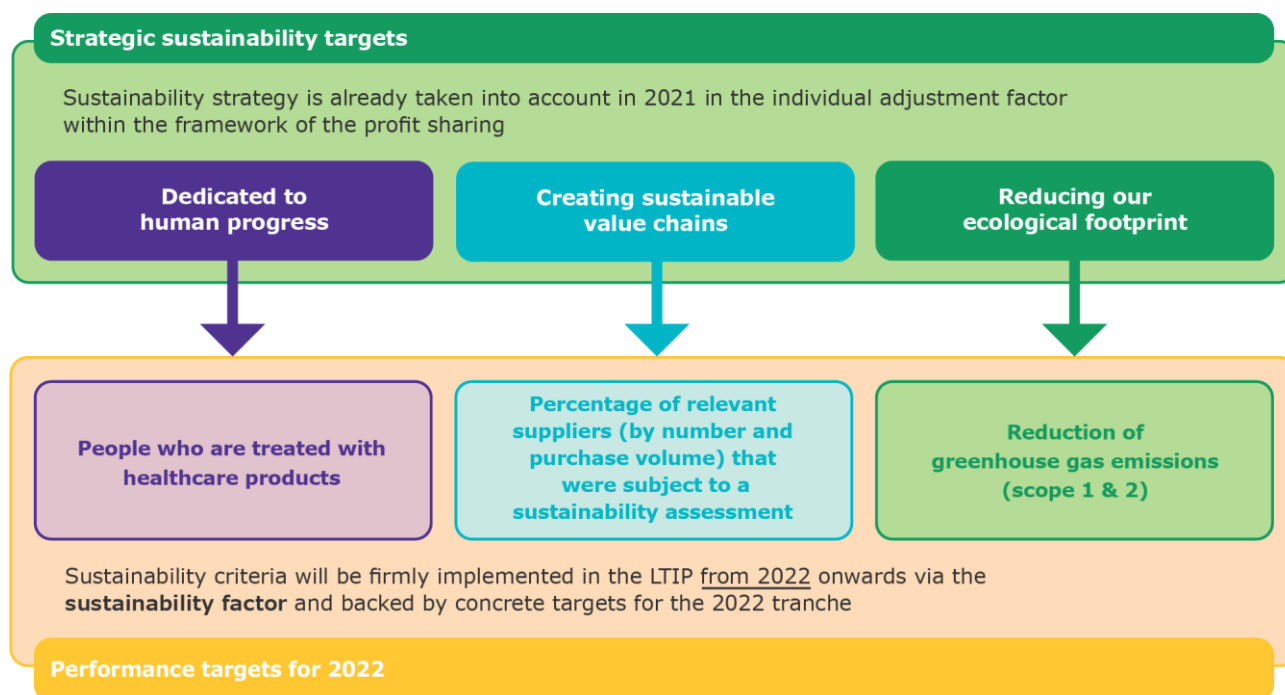 Strategic sustainability targets
Sustainability strategy is already taken into account in 2021 in the individual adjustment factor
within the framework of the profit sharing
Dedicated to
human progress
Creating sustainable
value chains
Reducing our
ecological footprint
People who are treated with
healthcare products
Percentage of relevant
suppliers (by number and
purchase volume) that
were subject to a
sustainability assessment
Reduction of
greenhouse gas emissions
(scope 1 & 2)
Sustainability criteria will be firmly implemented in the LTIP from 2022 onwards via the
sustainability factor and backed by concrete targets for the 2022 tranche
Performance targets for 2022